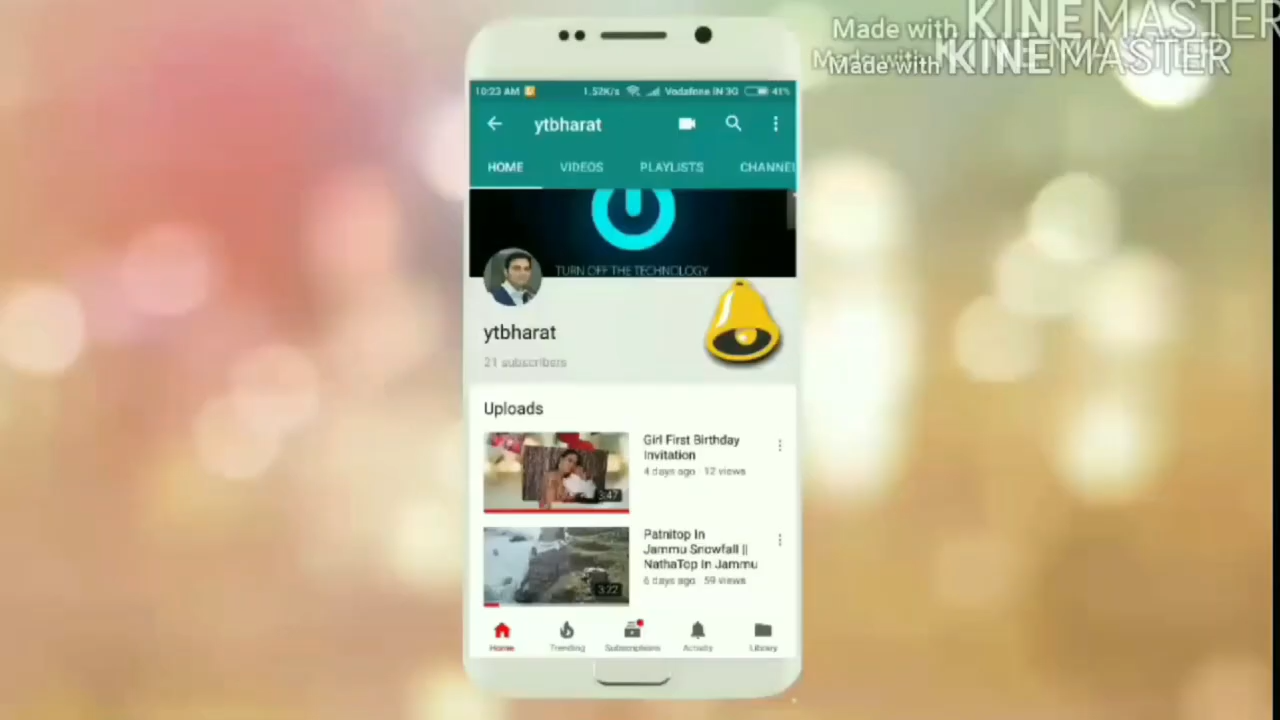 Made with KINEMASTER
Made with KINEMASTER
10:23 AM 1.52K/s Vodafone IN 3G 41%
ytbharat
HOME VIDEOS PLAYLISTS CHANNEL
TURN OFF THE TECHNOLOGY
ytbharat
21 subscribers
Uploads
Girl First Birthday
Invitation
4 days ago 12 views
3:47
Patnitop In
Jammu Snowfall ||
NathaTop In Jammu
6 days ago 59 views
3:22
Home Trending Subscriptions Activity Library